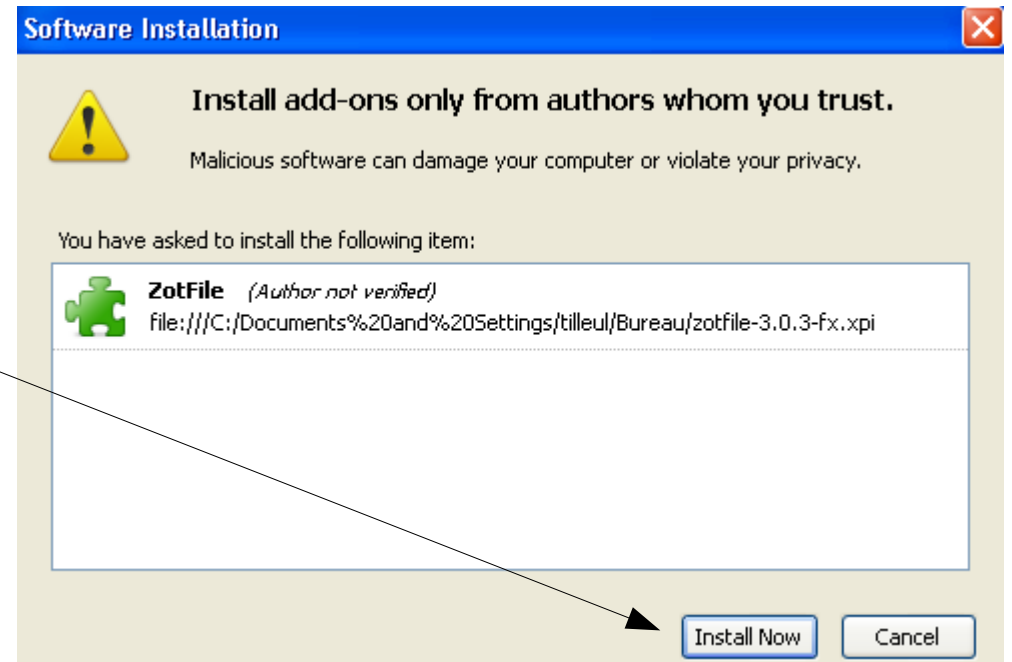 Software Installation
Install add-ons only from authors whom you trust.
Malicious software can damage your computer or violate your privacy.
You have asked to install the following item:
ZotFile (Author not verified)
file:///C:/Documents%20and%20Settings/tilleul/Bureau/zotfile-3.0.3-fx.xpi
Install Now Cancel